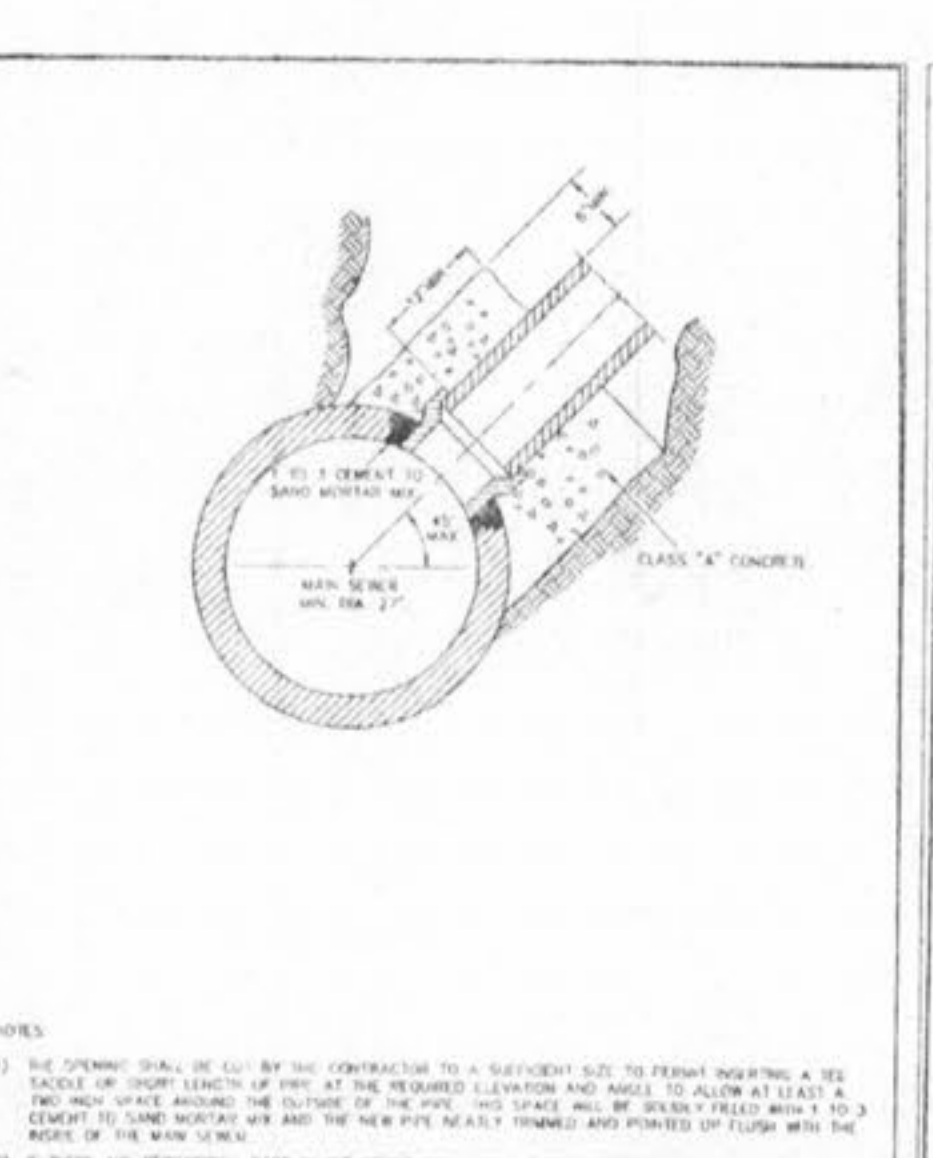 6" MIN
12" MIN
1 TO 3 CEMENT TO
SAND MORTAR MIX
45°
MAX
CLASS "A" CONCRETE
MAIN SEWER
MIN. DIA. 27"
NOTES
1) THE OPENING SHALL BE CUT BY THE CONTRACTOR TO A SUFFICIENT SIZE TO PERMIT INSERTING A TEE
SADDLE OR SHORT LENGTH OF PIPE AT THE REQUIRED ELEVATION AND ANGLE TO ALLOW AT LEAST A
TWO INCH SPACE AROUND THE OUTSIDE OF THE PIPE. THIS SPACE WILL BE SOLIDLY FILLED WITH 1 TO 3
CEMENT TO SAND MORTAR MIX AND THE NEW PIPE NEATLY TRIMMED AND POINTED UP FLUSH WITH THE
INSIDE OF THE MAIN SEWER.